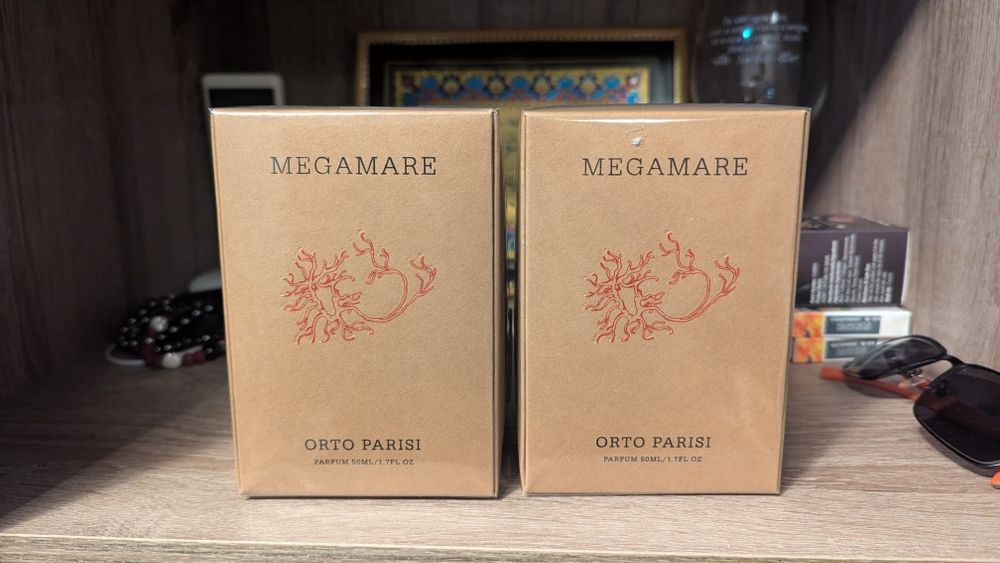 MEGAMARE
ORTO PARISI
PARFUM 50ML/1.7FL OZ
MEGAMARE
ORTO PARISI
PARFUM 50ML/1.7FL OZ